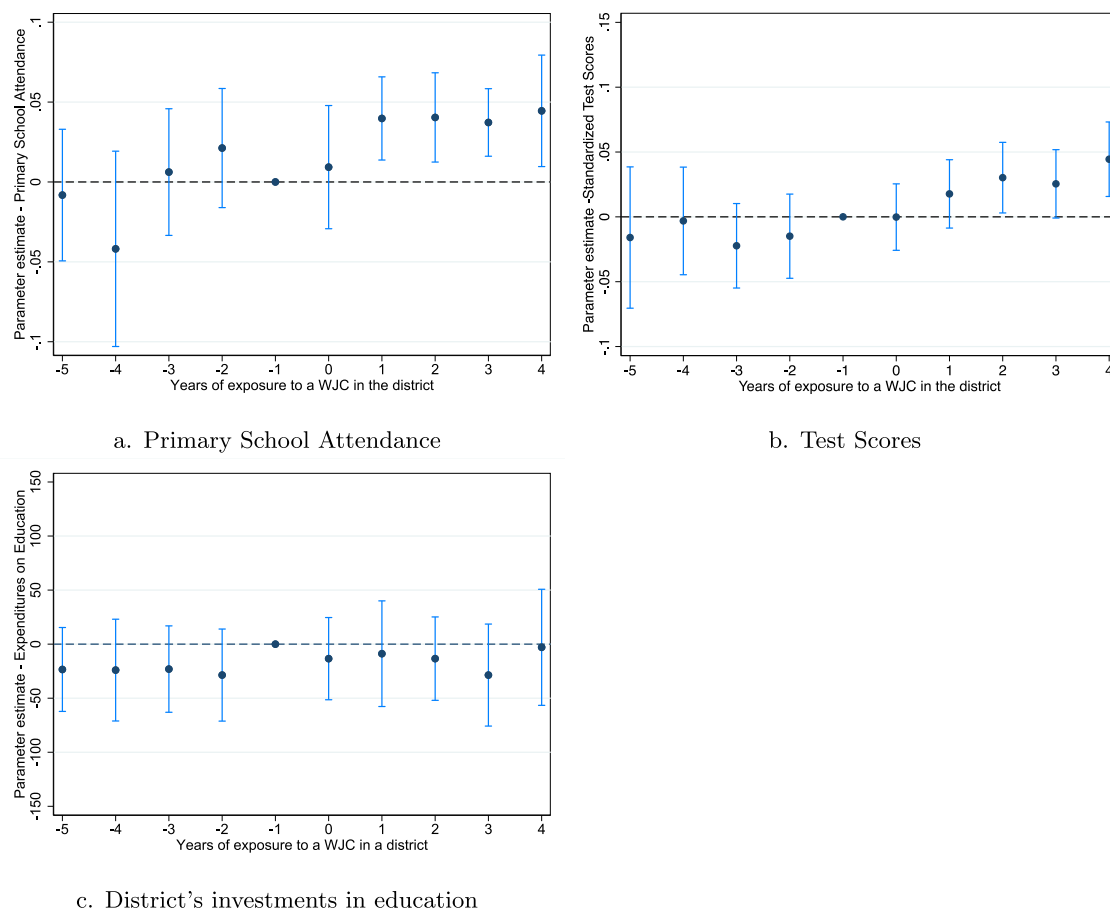 Parameter estimate - Primary School Attendance
.1
.05
0
-.05
-.1
-5 -4 -3 -2 -1 0 1 2 3 4
Years of exposure to a WJC in the district
a. Primary School Attendance
Parameter estimate -Standardized Test Scores
.15
.1
.05
0
-.05
-.1
-5 -4 -3 -2 -1 0 1 2 3 4
Years of exposure to a WJC in the district
b. Test Scores
Parameter estimate - Expenditures on Education
150
100
50
0
-50
-100
-150
-5 -4 -3 -2 -1 0 1 2 3 4
Years of exposure to a WJC in a district
c. District's investments in education